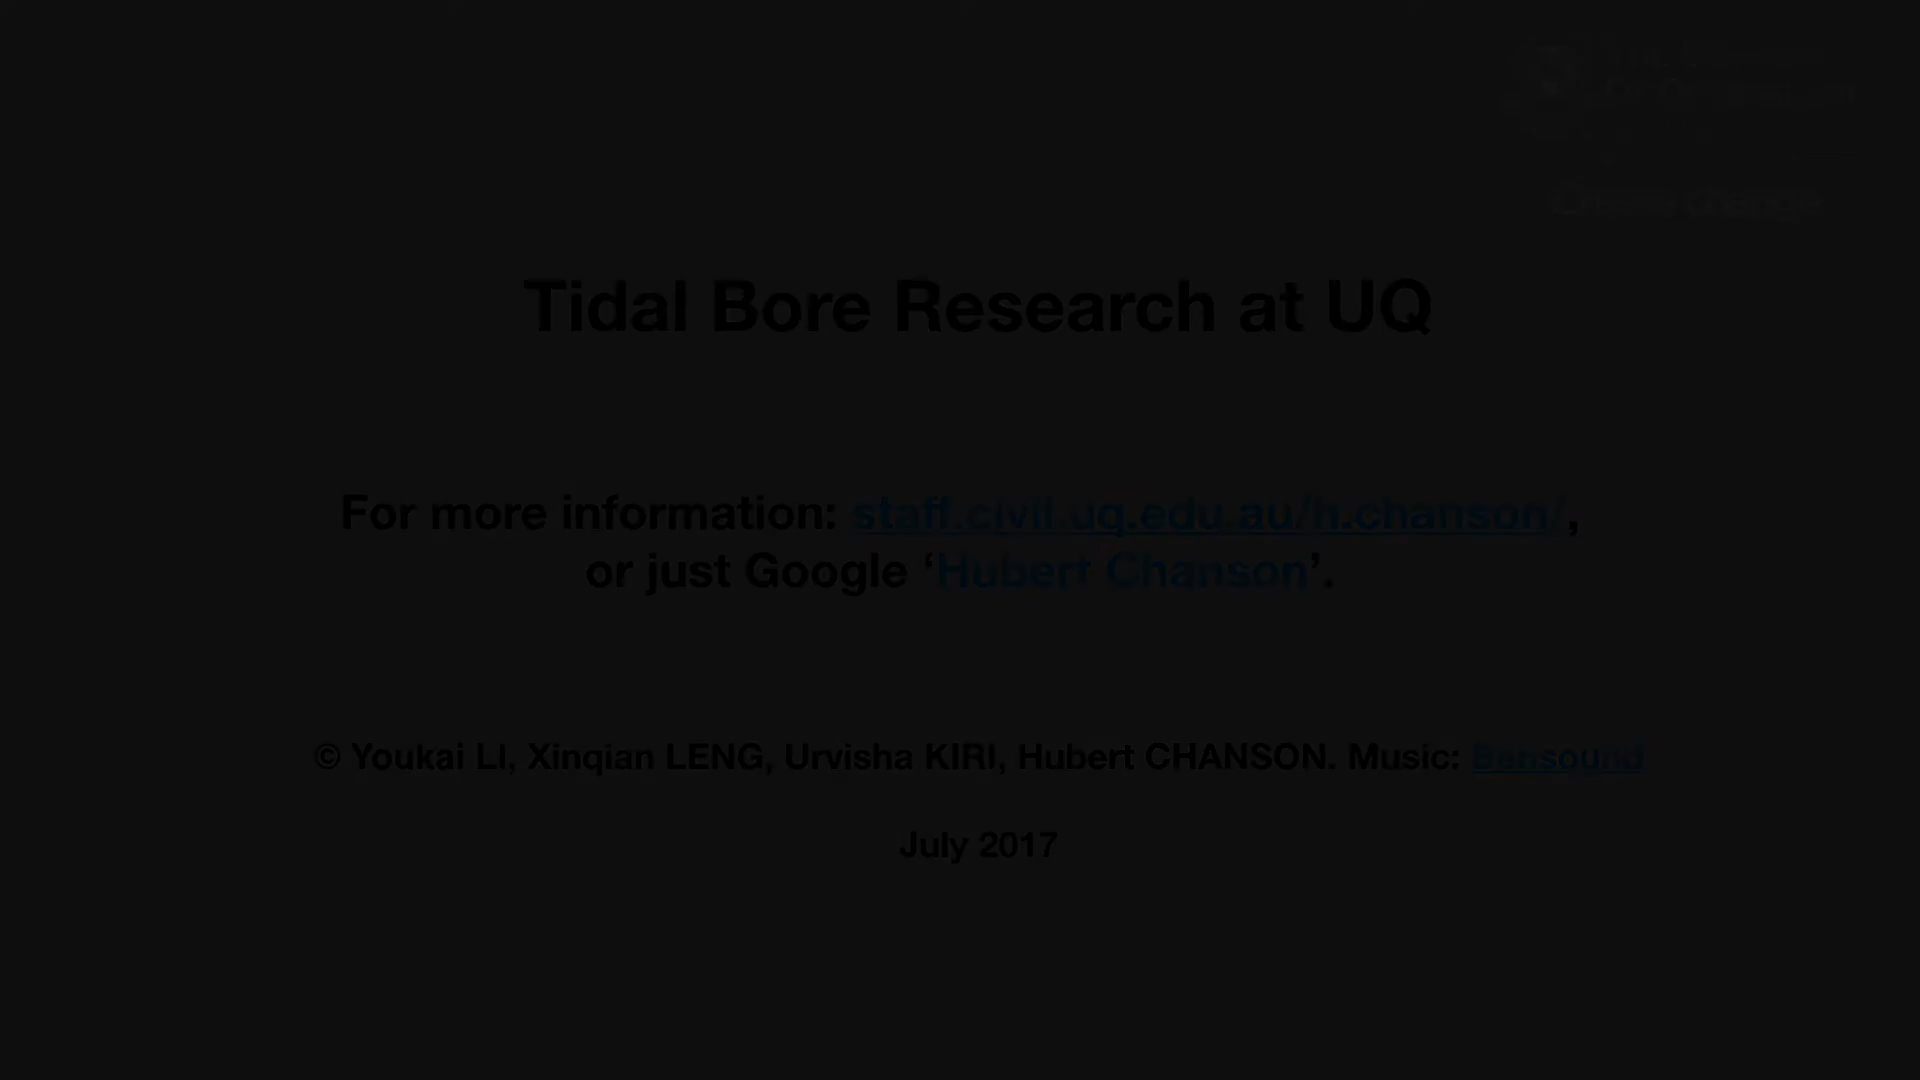 Tidal Bore Research at UQ
For more information: staff.civil.uq.edu.au/h.chanson/,
or just Google ‘Hubert Chanson’.
© Youkai LI, Xinqian LENG, Urvisha KIRI, Hubert CHANSON. Music: Bensound
July 2017